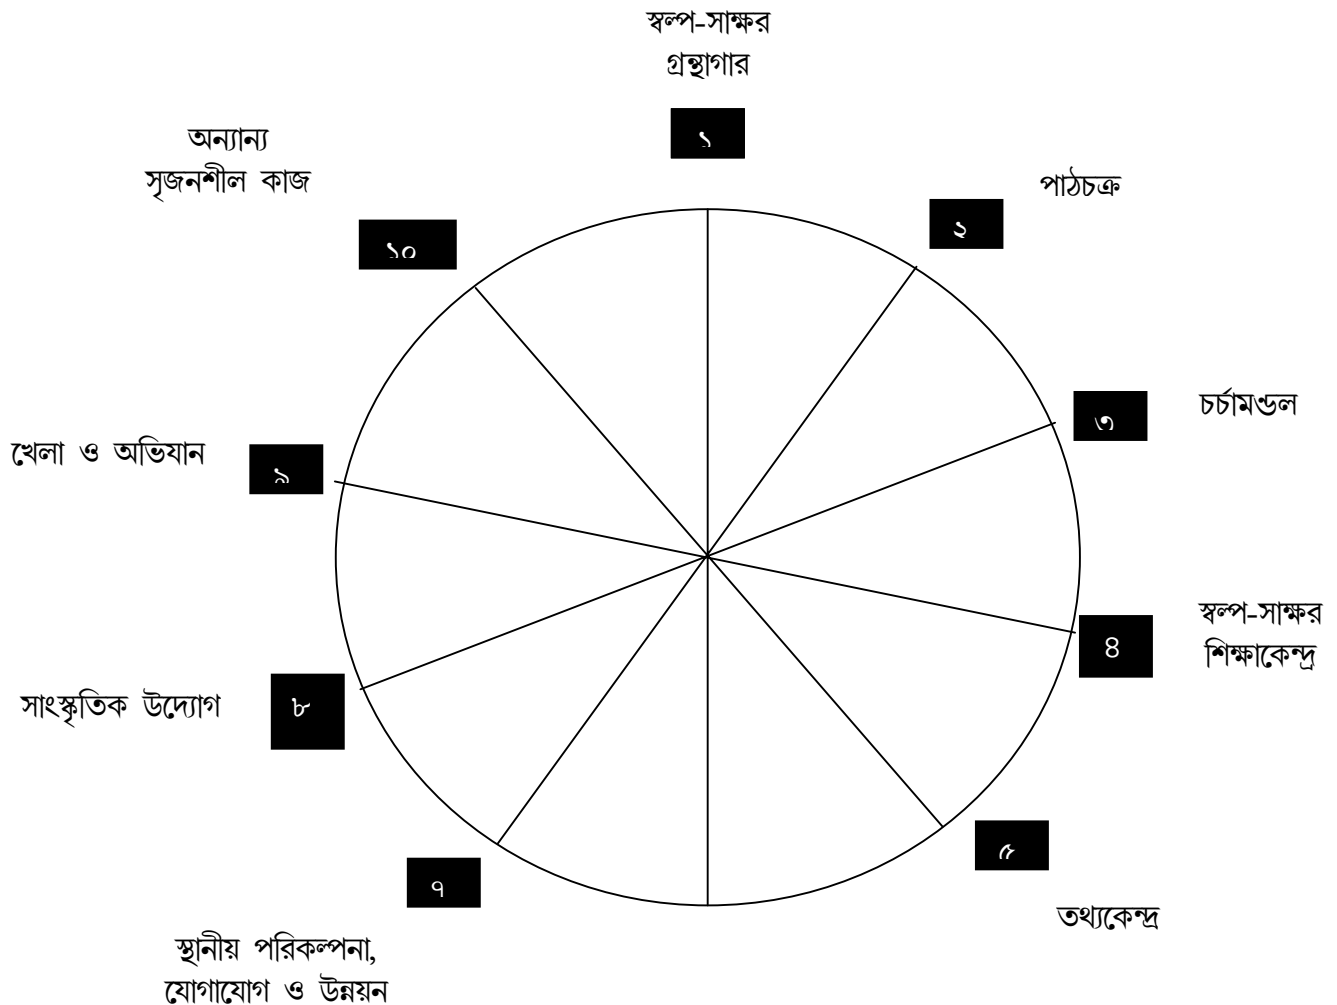 স্বল্প-সাক্ষর
গ্রন্থাগার
১
পাঠচক্র
২
চর্চামণ্ডল
৩
স্বল্প-সাক্ষর
শিক্ষাকেন্দ্র
৪
৫
তথ্যকেন্দ্র
৭
স্থানীয় পরিকল্পনা,
যোগাযোগ ও উন্নয়ন
সাংস্কৃতিক উদ্যোগ
৮
খেলা ও অভিযান
৯
অন্যান্য
সৃজনশীল কাজ
১০